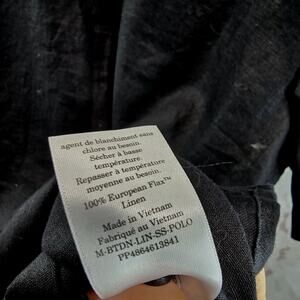 agent de blanchiment sans
chlore au besoin.
Sécher à basse
température.
Repasser à température
moyenne au besoin.
100% European Flax™
Linen
Made in Vietnam
Fabriqué au Vietnam
M-BTDN-LIN-SS-POLO
PP4864613841